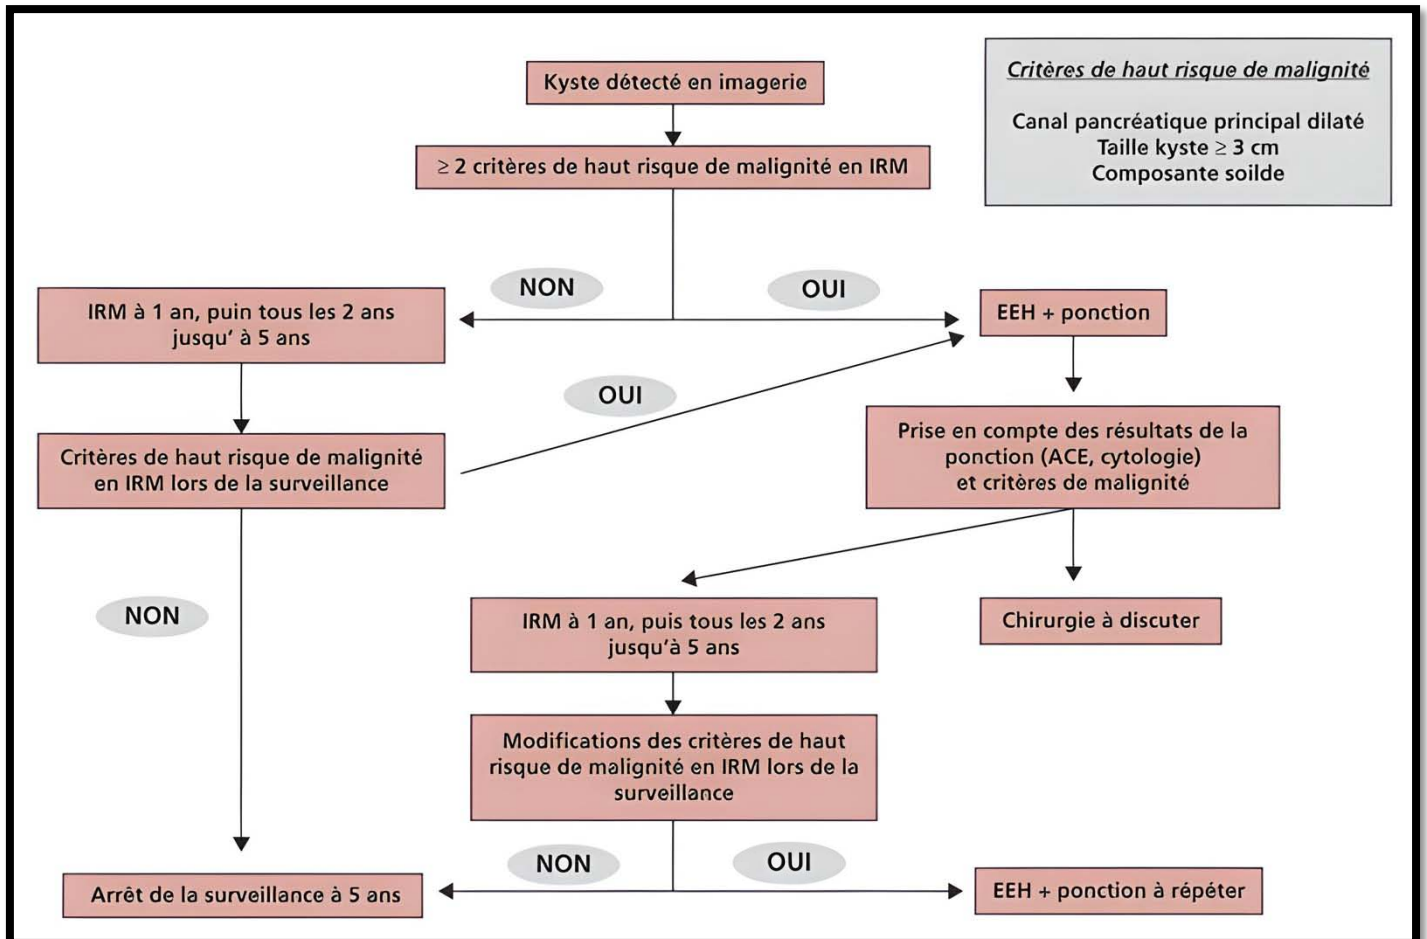 Kyste détecté en imagerie
Critères de haut risque de malignité
Canal pancréatique principal dilaté
Taille kyste ≥ 3 cm
Composante soilde
≥ 2 critères de haut risque de malignité en IRM
NON
OUI
IRM à 1 an, puin tous les 2 ans
jusqu' à 5 ans
EEH + ponction
OUI
Critères de haut risque de malignité
en IRM lors de la surveillance
Prise en compte des résultats de la
ponction (ACE, cytologie)
et critères de malignité
NON
IRM à 1 an, puis tous les 2 ans
jusqu'à 5 ans
Chirurgie à discuter
Modifications des critères de haut
risque de malignité en IRM lors de la
surveillance
NON
OUI
Arrêt de la surveillance à 5 ans
EEH + ponction à répéter